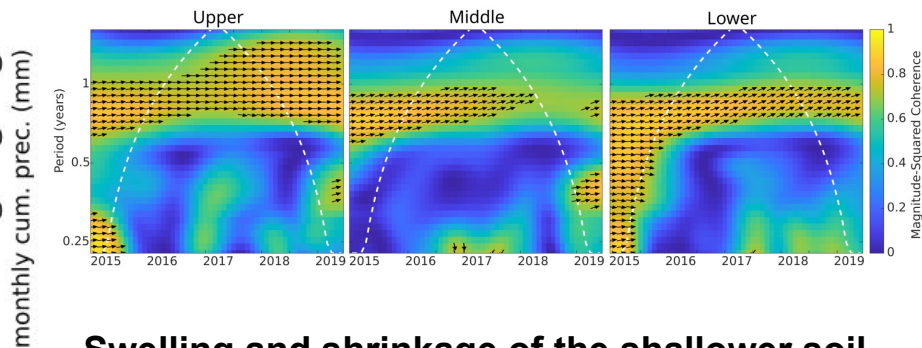 Upper Middle Lower
monthly cum. prec. (mm)
Period (years)
1
0.5
0.25
2015 2016 2017 2018 2019
2015 2016 2017 2018 2019
2015 2016 2017 2018 2019
1
0.8
0.6
0.4
0.2
0
Magnitude-Squared Coherence
Swelling and shrinkage of the shallower soil